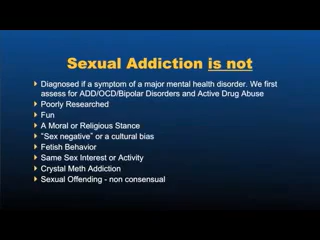 Sexual Addiction is not
Diagnosed if a symptom of a major mental health disorder. We first
assess for ADD/OCD/Bipolar Disorders and Active Drug Abuse
Poorly Researched
Fun
A Moral or Religious Stance
"Sex negative" or a cultural bias
Fetish Behavior
Same Sex Interest or Activity
Crystal Meth Addiction
Sexual Offending - non consensual